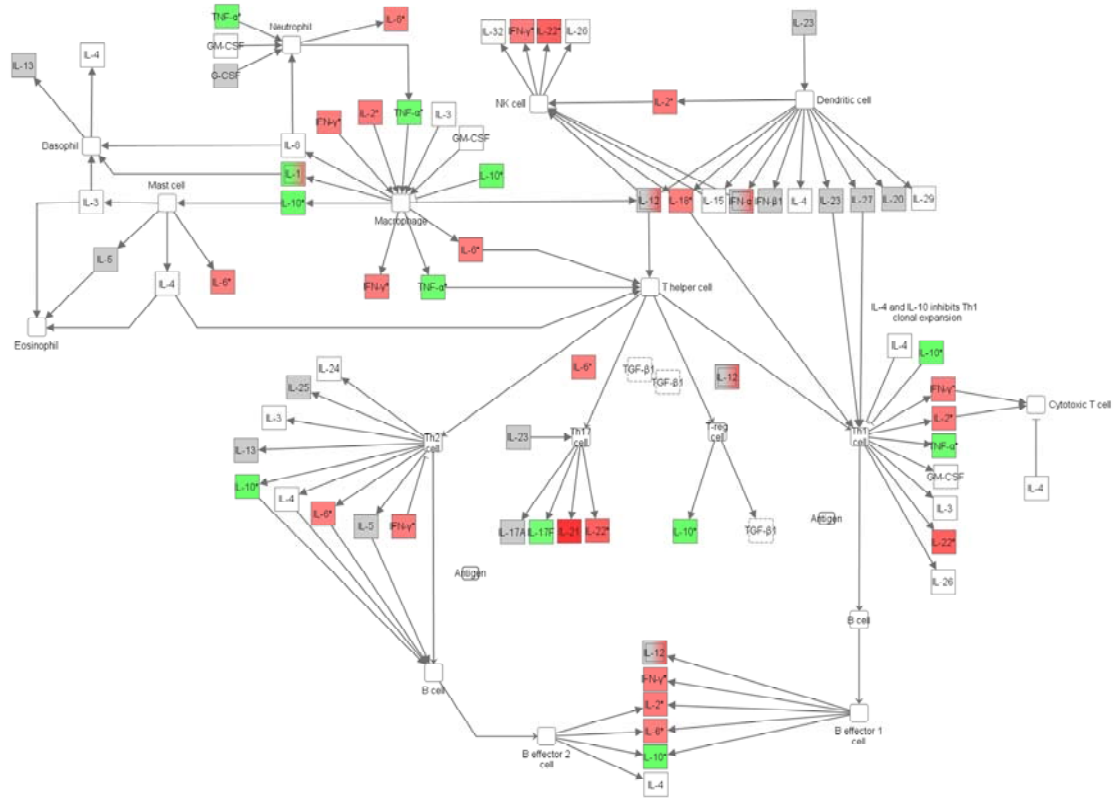 TNF-α*
IL-8*
Neutrophil
IL-4
GM-CSF
IL-13
G-CSF
IL-32
IFN-γ*
IL-22*
IL-20
IL-23
NK cell
IL-2*
Dendritic cell
IFN-γ*
IL-2*
TNF-α*
IL-3
GM-CSF
Dasophil
IL-8
IL-1
IL-10*
Mast cell
IL-3
IL-10*
Macrophage
IL-12
IL-18*
IL-15
IFN-α
IFN-β1
IL-4
IL-23
IL-27
IL-20
IL-29
IL-5
IL-4
IL-6*
IL-6*
IFN-γ*
TNF-α*
T helper cell
Eosinophil
IL-4 and IL-10 inhibits Th1
clonal expansion
IL-4
IL-10*
IL-24
IL-25
IL-3
IL-13
IL-10*
IL-4
IL-6*
IL-5
IFN-γ*
Th2
cell
IL-6*
TGF-β1
TGF-β1
IL-12
IL-23
Th17
cell
T-reg
cell
Th1
cell
IFN-γ*
IL-2*
TNF-α*
GM-CSF
IL-3
IL-22*
IL-26
Cytotoxic T cell
IL-4
IL-17A
IL-17F
IL-21
IL-22*
IL-10*
TGF-β1
Antigen
Antigen
B cell
B cell
IL-12
IFN-γ*
IL-2*
IL-6*
IL-10*
IL-4
B effector 2
cell
B effector 1
cell